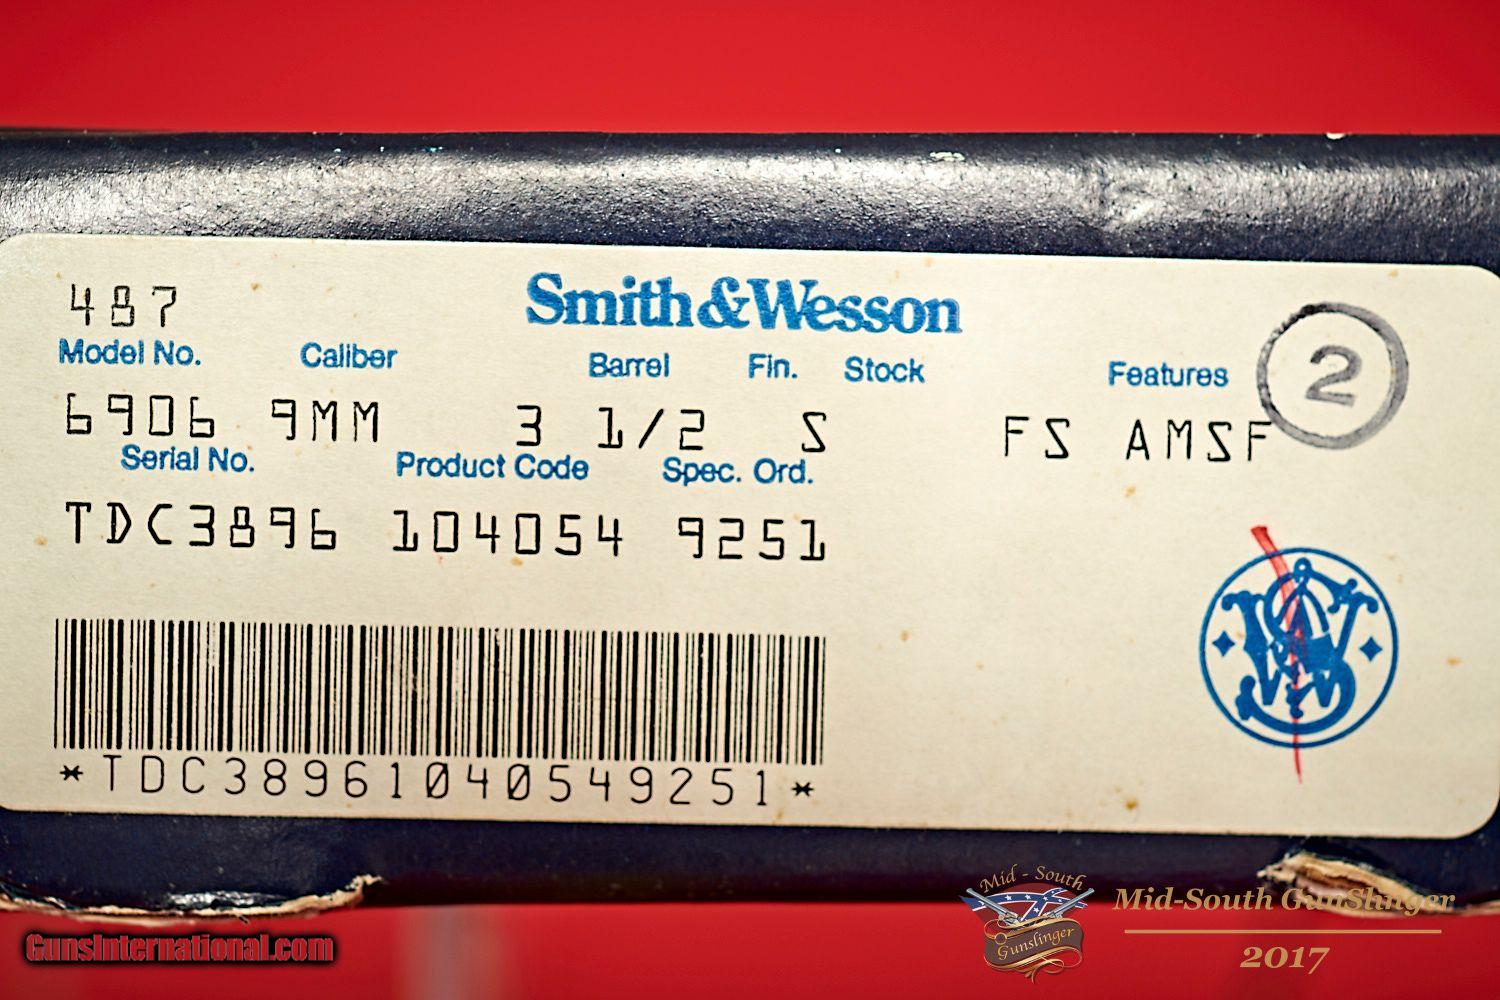 487
Smith & Wesson
Model No. Caliber Barrel Fin. Stock Features
2
6906 9MM 3 1/2 S FS AMSF
Serial No. Product Code Spec. Ord.
TDC3896 104054 9251
*TDC38961040549251*
SW
GunsInternational.com
Mid - South
Gunslinger
Mid-South GunSlinger
2017